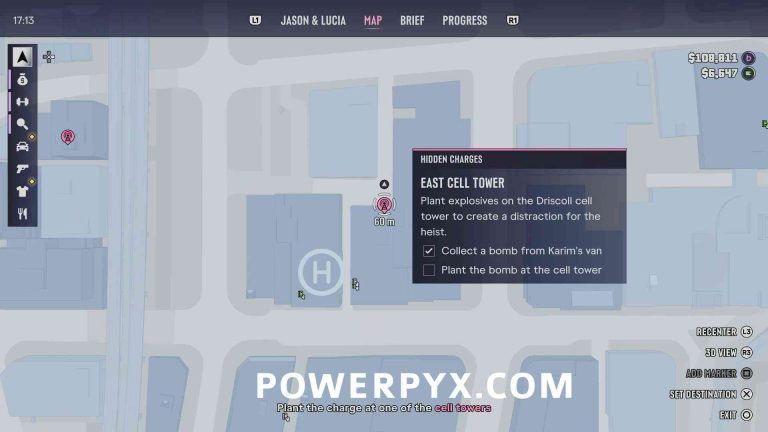 17:13
L1 JASON & LUCIA MAP BRIEF PROGRESS R1
$108,811
$6,647
HIDDEN CHARGES
EAST CELL TOWER
Plant explosives on the Driscoll cell
tower to create a distraction for the
heist.
Collect a bomb from Karim's van
Plant the bomb at the cell tower
60 m
H
RECENTER L3
3D VIEW R3
ADD MARKER
SET DESTINATION
EXIT
POWERPYX.COM
Plant the charge at one of the cell towers